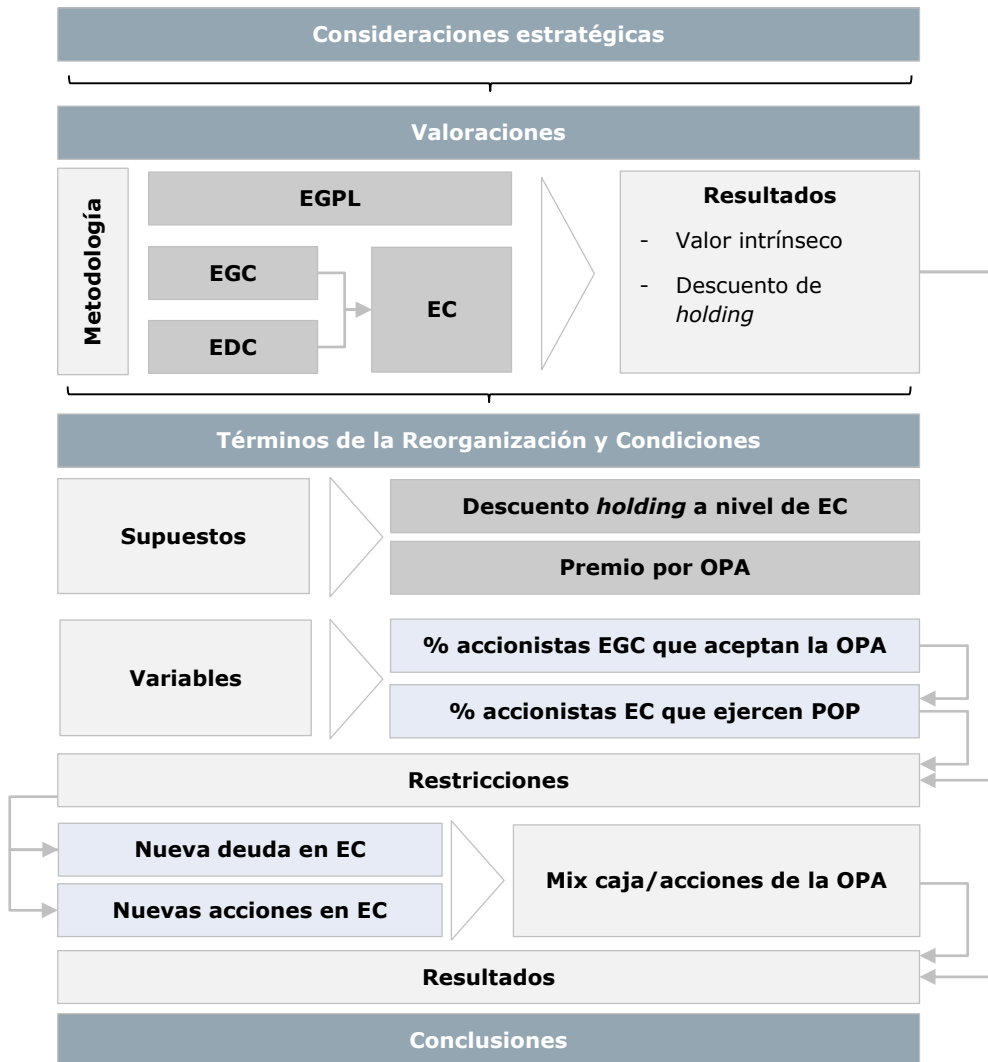 Consideraciones estratégicas
Valoraciones
Metodología
EGPL
EGC
EDC
EC
Resultados
- Valor intrínseco
- Descuento de
holding
Términos de la Reorganización y Condiciones
Supuestos
Descuento holding a nivel de EC
Premio por OPA
Variables
% accionistas EGC que aceptan la OPA
% accionistas EC que ejercen POP
Restricciones
Nueva deuda en EC
Nuevas acciones en EC
Mix caja/acciones de la OPA
Resultados
Conclusiones